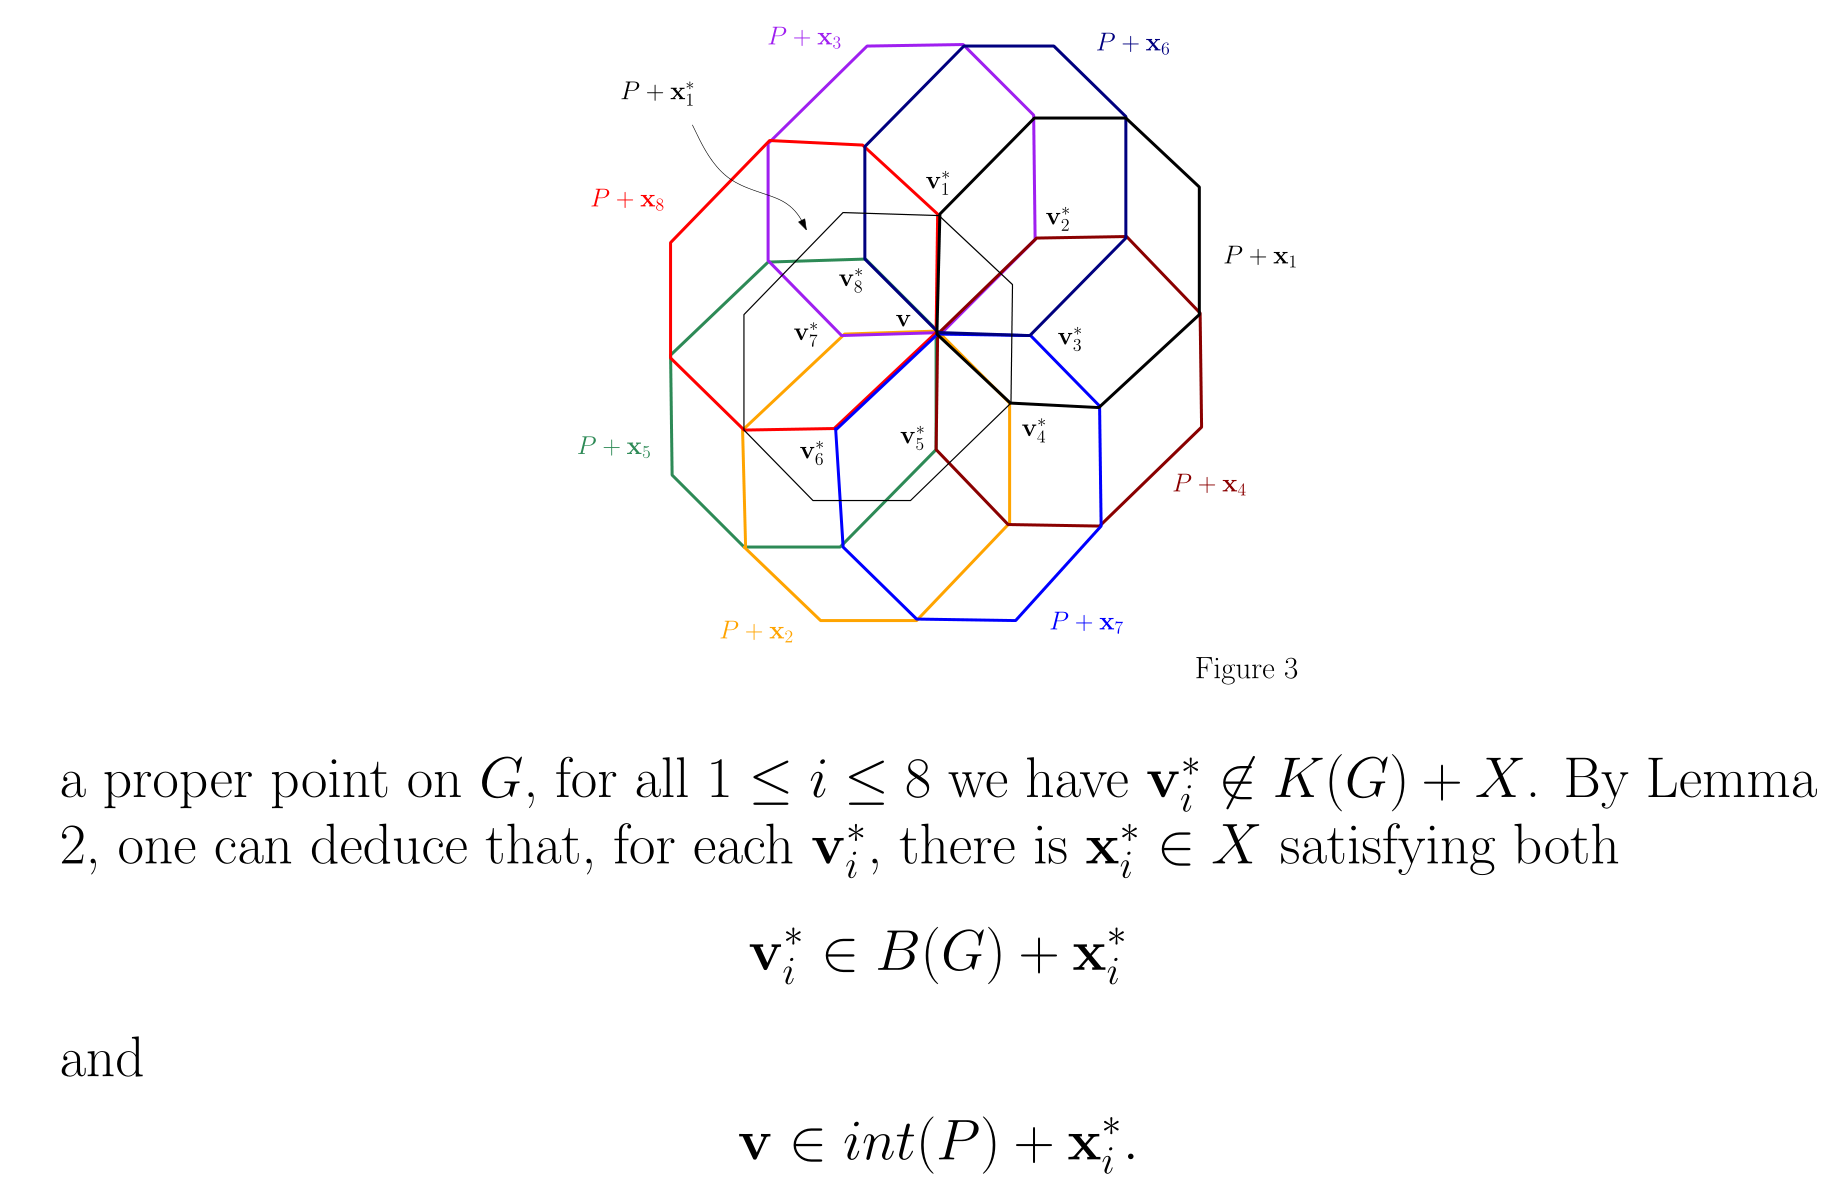 P + x₃
P + x₆
P + x₁*
v₁*
P + x₈
v₂*
P + x₁
v₈*
v
v₇*
v₃*
v₄*
v₅*
v₆*
P + x₅
P + x₄
P + x₂
P + x₇
Figure 3
a proper point on G, for all 1 ≤ i ≤ 8 we have vᵢ* ∉ K(G) + X. By Lemma
2, one can deduce that, for each vᵢ*, there is xᵢ* ∈ X satisfying both
vᵢ* ∈ B(G) + xᵢ*
and
v ∈ int(P) + xᵢ*.